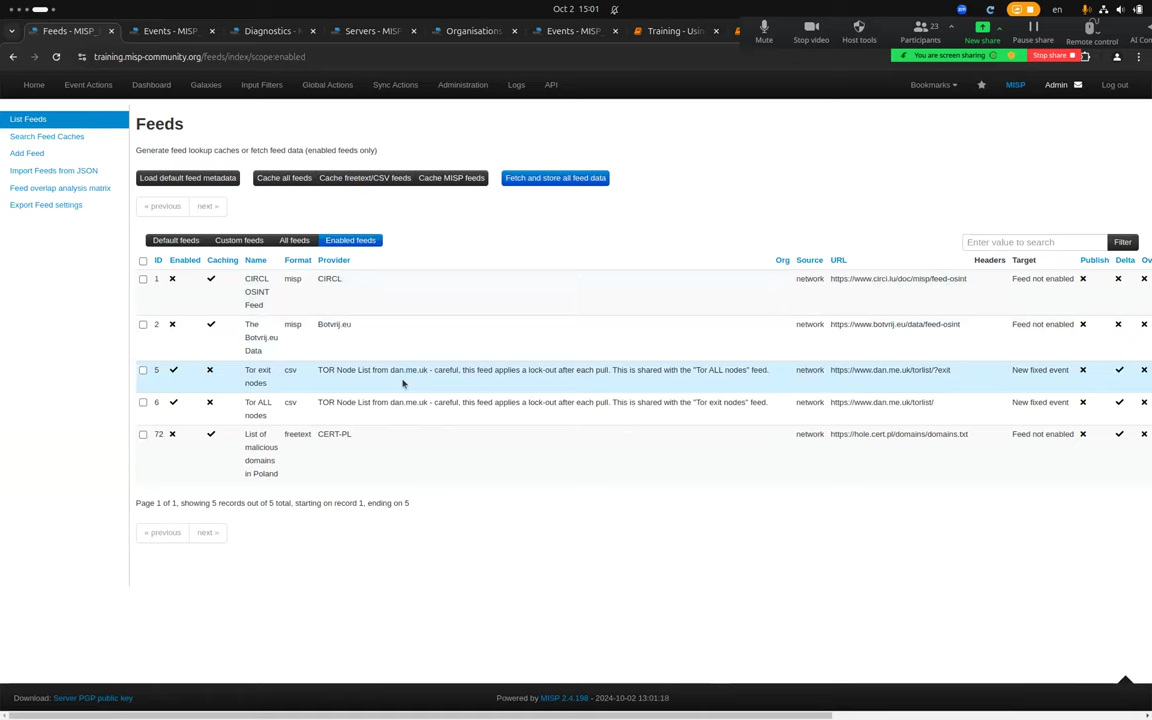 Oct 2 15:01
en
Feeds - MISP
Events - MISP
Diagnostics -
Servers - MISP
Organisations
Events - MISP
Training - Usin
Mute
Stop video
Host tools
Participants
23
New share
Pause share
Remote control
AI Con
You are screen sharing
Stop share
training.misp-community.org/feeds/index/scope:enabled
Home Event Actions Dashboard Galaxies Input Filters Global Actions Sync Actions Administration Logs API
Bookmarks MISP Admin Log out
List Feeds
Search Feed Caches
Add Feed
Import Feeds from JSON
Feed overlap analysis matrix
Export Feed settings
Feeds
Generate feed lookup caches or fetch feed data (enabled feeds only)
Load default feed metadata Cache all feeds Cache freetext/CSV feeds Cache MISP feeds Fetch and store all feed data
« previous next »
Default feeds Custom feeds All feeds Enabled feeds
Enter value to search Filter
ID Enabled Caching Name Format Provider Org Source URL Headers Target Publish Delta Ov
1 CIRCL OSINT Feed misp CIRCL network https://www.circl.lu/doc/misp/feed-osint Feed not enabled
2 The Botvrij.eu Data misp Botvrij.eu network https://www.botvrij.eu/data/feed-osint Feed not enabled
5 Tor exit nodes csv TOR Node List from dan.me.uk - careful, this feed applies a lock-out after each pull. This is shared with the "Tor ALL nodes" feed. network https://www.dan.me.uk/torlist/?exit New fixed event
6 Tor ALL nodes csv TOR Node List from dan.me.uk - careful, this feed applies a lock-out after each pull. This is shared with the "Tor exit nodes" feed. network https://www.dan.me.uk/torlist/ New fixed event
72 List of malicious domains in Poland freetext CERT-PL network https://hole.cert.pl/domains/domains.txt Feed not enabled
Page 1 of 1, showing 5 records out of 5 total, starting on record 1, ending on 5
« previous next »
Download: Server PGP public key
Powered by MISP 2.4.198 - 2024-10-02 13:01:18